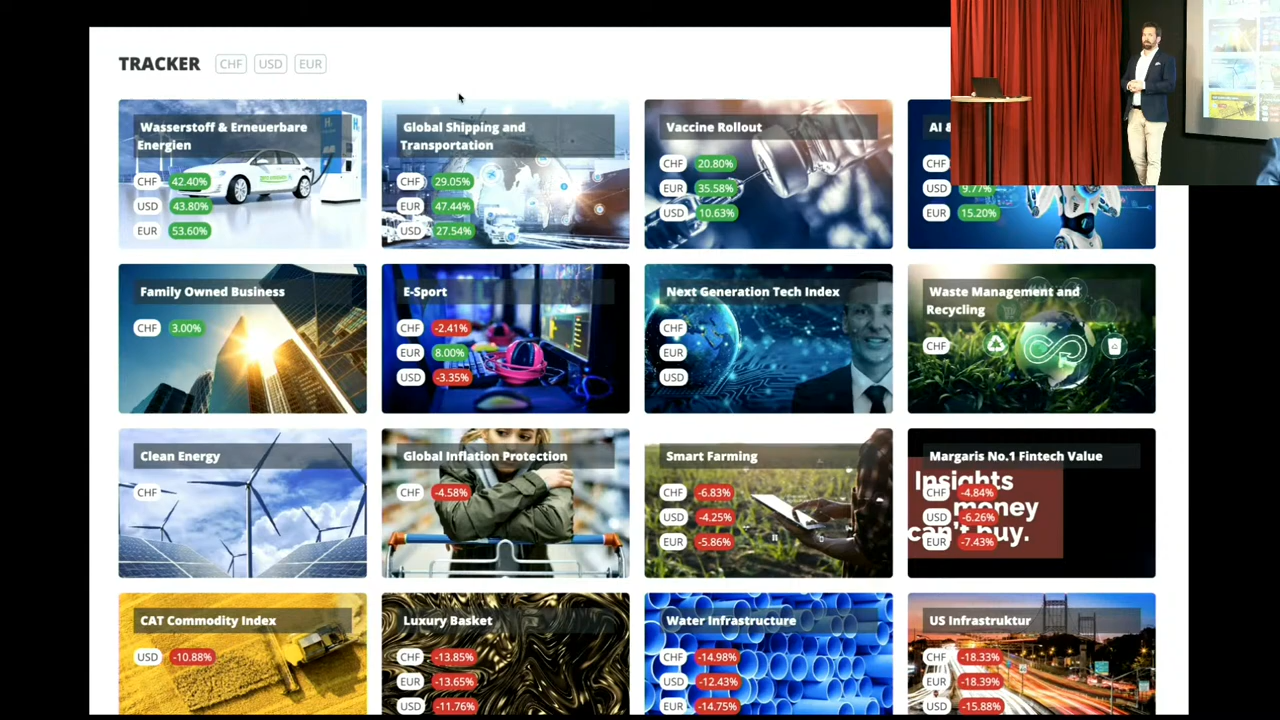 TRACKER CHF USD EUR
Wasserstoff & Erneuerbare
Energien
CHF 42.40%
USD 43.80%
EUR 53.60%
Global Shipping and
Transportation
CHF 29.05%
EUR 47.44%
USD 27.54%
Vaccine Rollout
CHF 20.80%
EUR 35.58%
USD 10.63%
AI &
CHF
USD 9.77%
EUR 15.20%
Family Owned Business
CHF 3.00%
E-Sport
CHF -2.41%
EUR 8.00%
USD -3.35%
Next Generation Tech Index
CHF
EUR
USD
Waste Management and
Recycling
CHF
Clean Energy
CHF
Global Inflation Protection
CHF -4.58%
Smart Farming
CHF -6.83%
USD -4.25%
EUR -5.86%
Margaris No.1 Fintech Value
Insights
money
can't buy.
CHF -4.84%
USD -6.26%
EUR -7.43%
CAT Commodity Index
USD -10.88%
Luxury Basket
CHF -13.85%
EUR -13.65%
USD -11.76%
Water Infrastructure
CHF -14.98%
USD -12.43%
EUR -14.75%
US Infrastruktur
CHF -18.33%
EUR -18.39%
USD -15.88%